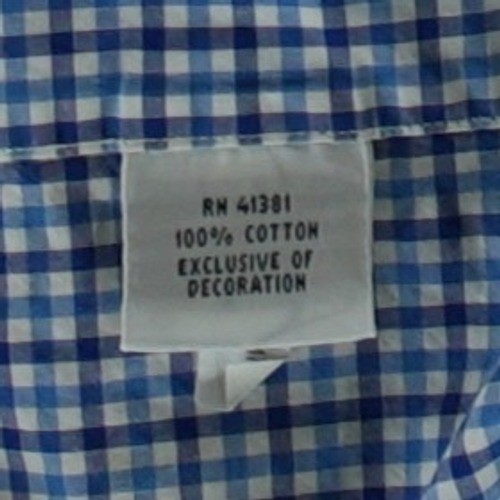 RN 41381
100% COTTON
EXCLUSIVE OF
DECORATION